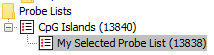 Probe Lists
CpG Islands (13840)
My Selected Probe List (13838)